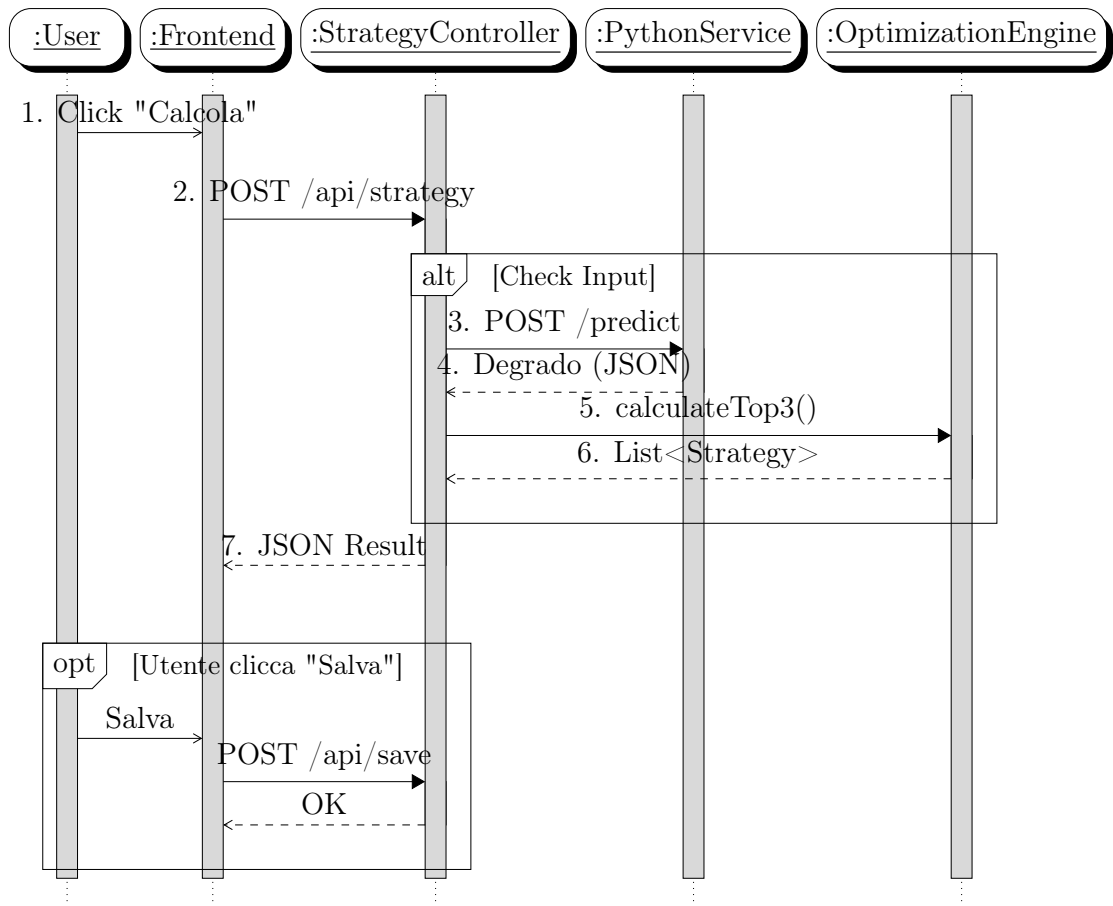 :User
:Frontend
:StrategyController
:PythonService
:OptimizationEngine
1. Click "Calcola"
2. POST /api/strategy
alt
[Check Input]
3. POST /predict
4. Degrado (JSON)
5. calculateTop3()
6. List<Strategy>
7. JSON Result
opt
[Utente clicca "Salva"]
Salva
POST /api/save
OK